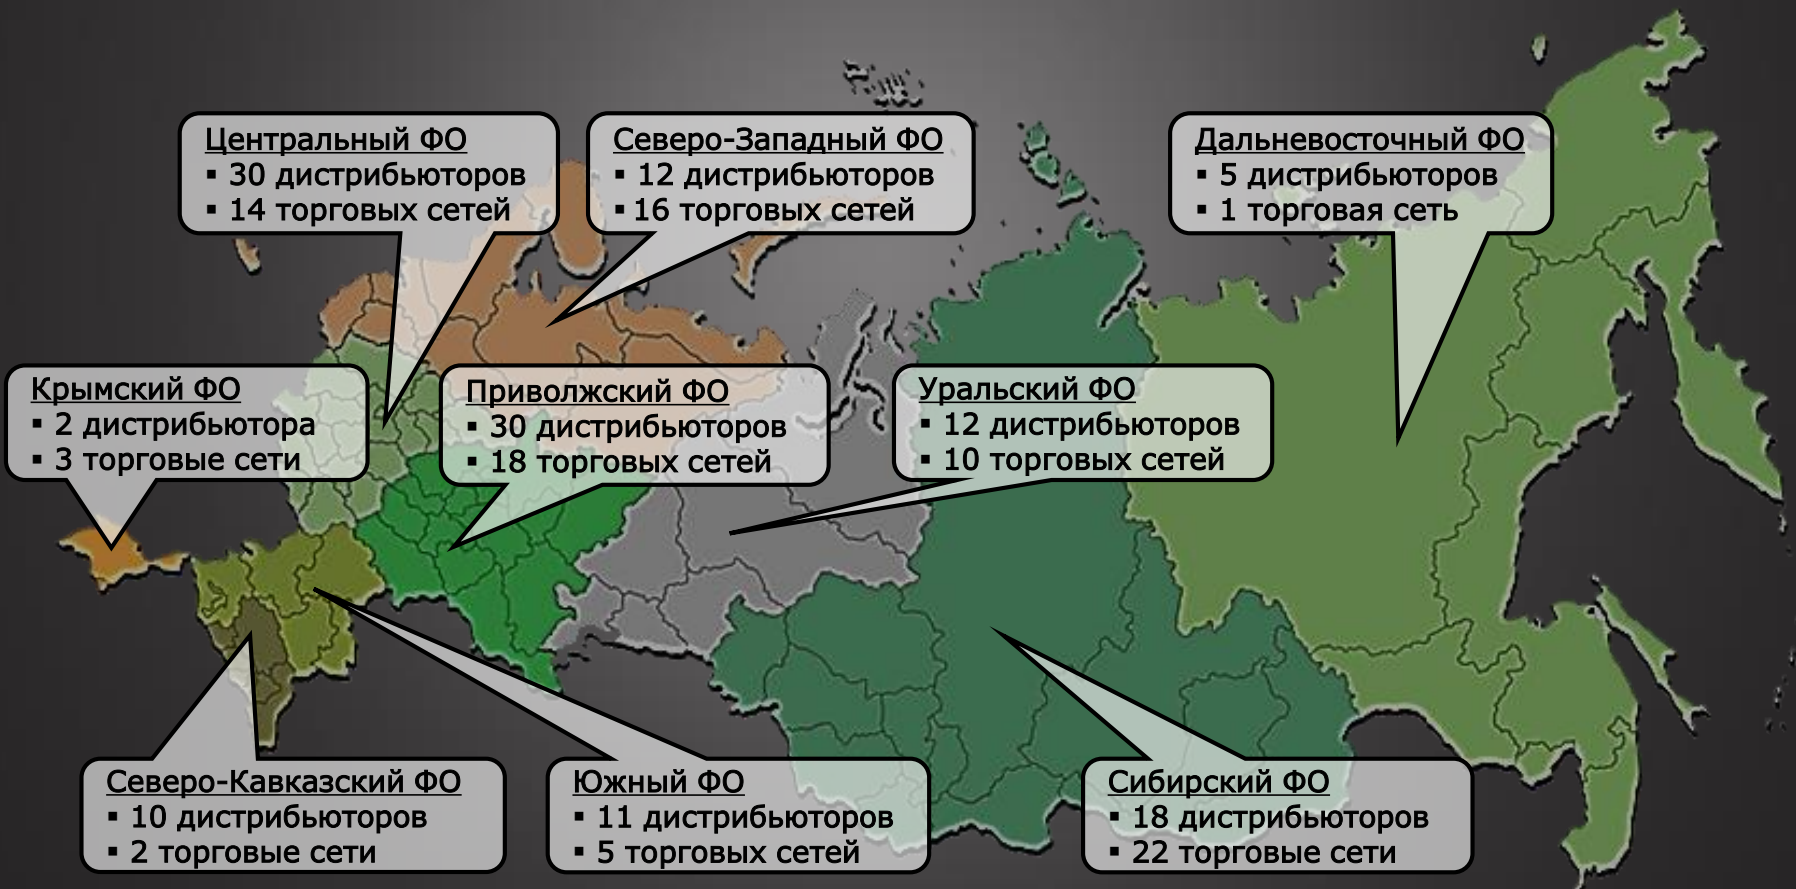 Центральный ФО
▪ 30 дистрибьюторов
▪ 14 торговых сетей
Северо-Западный ФО
▪ 12 дистрибьюторов
▪ 16 торговых сетей
Дальневосточный ФО
▪ 5 дистрибьюторов
▪ 1 торговая сеть
Крымский ФО
▪ 2 дистрибьютора
▪ 3 торговые сети
Приволжский ФО
▪ 30 дистрибьюторов
▪ 18 торговых сетей
Уральский ФО
▪ 12 дистрибьюторов
▪ 10 торговых сетей
Северо-Кавказский ФО
▪ 10 дистрибьюторов
▪ 2 торговые сети
Южный ФО
▪ 11 дистрибьюторов
▪ 5 торговых сетей
Сибирский ФО
▪ 18 дистрибьюторов
▪ 22 торговые сети